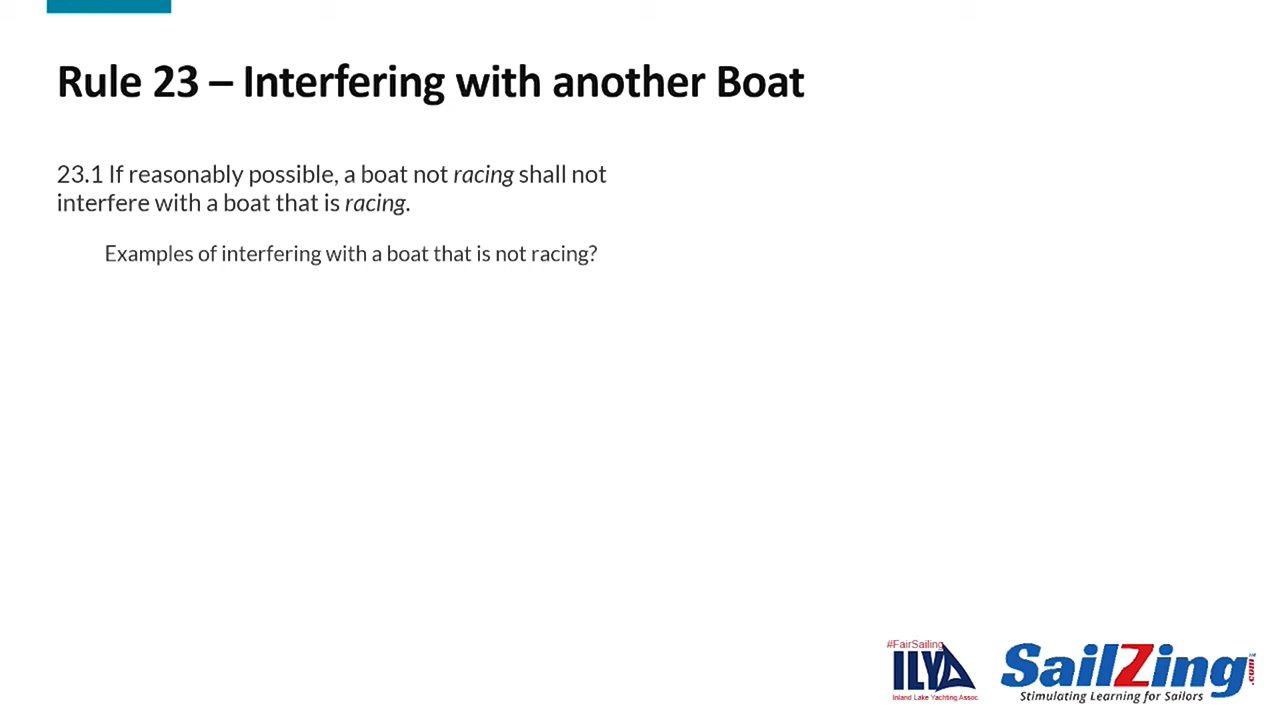 Rule 23 – Interfering with another Boat
23.1 If reasonably possible, a boat not racing shall not
interfere with a boat that is racing.
Examples of interfering with a boat that is not racing?
#FairSailing
ILYA
Inland Lake Yachting Assoc.
SailZing.com
Stimulating Learning for Sailors